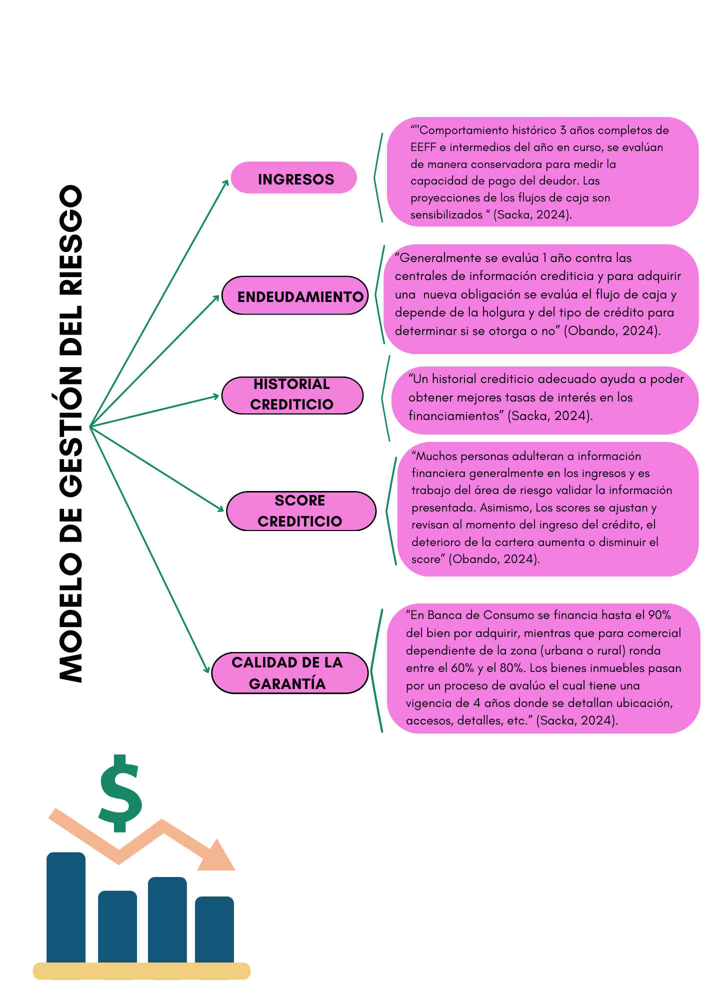 MODELO DE GESTIÓN DEL RIESGO
INGRESOS
“"Comportamiento histórico 3 años completos de
EEFF e intermedios del año en curso, se evalúan
de manera conservadora para medir la
capacidad de pago del deudor. Las
proyecciones de los flujos de caja son
sensibilizados “ (Sacka, 2024).
ENDEUDAMIENTO
“Generalmente se evalúa 1 año contra las
centrales de información crediticia y para adquirir
una  nueva obligación se evalúa el flujo de caja y
depende de la holgura y del tipo de crédito para
determinar si se otorga o no” (Obando, 2024).
HISTORIAL
CREDITICIO
“Un historial crediticio adecuado ayuda a poder
obtener mejores tasas de interés en los
financiamientos” (Sacka, 2024).
SCORE
CREDITICIO
“Muchos personas adulteran a información
financiera generalmente en los ingresos y es
trabajo del área de riesgo validar la información
presentada. Asimismo, Los scores se ajustan y
revisan al momento del ingreso del crédito, el
deterioro de la cartera aumenta o disminuir el
score” (Obando, 2024).
CALIDAD DE LA
GARANTÍA
“En Banca de Consumo se financia hasta el 90%
del bien por adquirir, mientras que para comercial
dependiente de la zona (urbana o rural) ronda
entre el 60% y el 80%. Los bienes inmuebles pasan
por un proceso de avalúo el cual tiene una
vigencia de 4 años donde se detallan ubicación,
accesos, detalles, etc.” (Sacka, 2024).
$